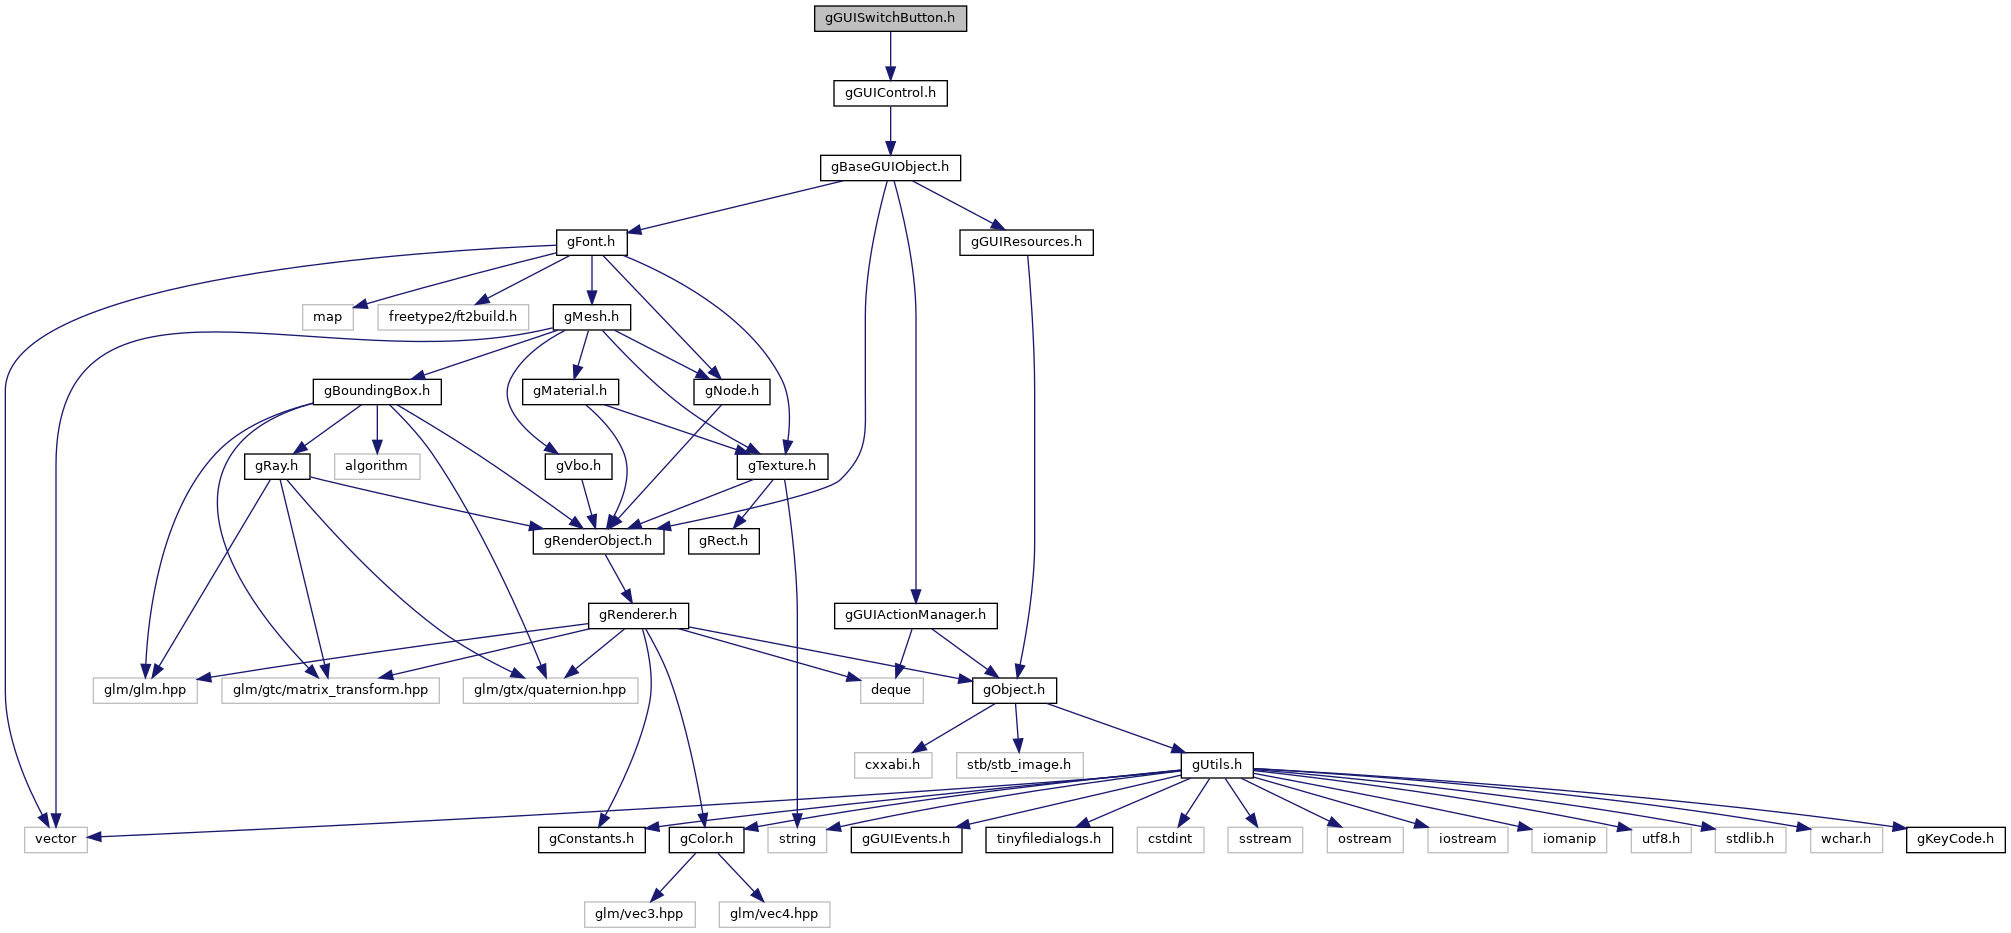 gGUISwitchButton.h
gGUIControl.h
gBaseGUIObject.h
gFont.h
gGUIResources.h
map
freetype2/ft2build.h
gMesh.h
gBoundingBox.h
gMaterial.h
gNode.h
gRay.h
algorithm
gVbo.h
gTexture.h
gRenderObject.h
gRect.h
gRenderer.h
gGUIActionManager.h
glm/glm.hpp
glm/gtc/matrix_transform.hpp
glm/gtx/quaternion.hpp
deque
gObject.h
cxxabi.h
stb/stb_image.h
gUtils.h
vector
gConstants.h
gColor.h
string
gGUIEvents.h
tinyfiledialogs.h
cstdint
sstream
ostream
iostream
iomanip
utf8.h
stdlib.h
wchar.h
gKeyCode.h
glm/vec3.hpp
glm/vec4.hpp